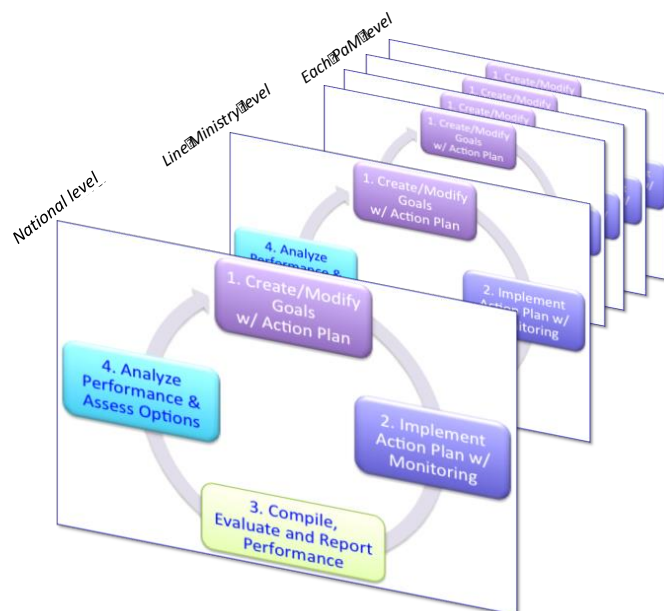 Each PaM level
Line Ministry level
National level
1. Create/Modify
1. Create/Modify
1. Create/Modify
1. Create/Modify
Goals
w/ Action Plan
1. Create/Modify
Goals
w/ Action Plan
4. Analyze
Performance &
2. Implement
Action Plan w/
1. Create/Modify
Goals
w/ Action Plan
4. Analyze
Performance &
Assess Options
2. Implement
Action Plan w/
Monitoring
3. Compile,
Evaluate and Report
Performance